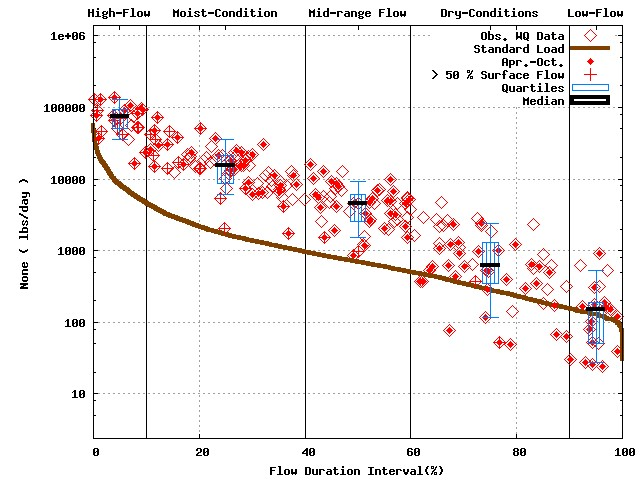 High-Flow Moist-Condition Mid-range Flow Dry-Conditions Low-Flow
1e+06
Obs. WQ Data
Standard Load
Apr.-Oct.
> 50 % Surface Flow
Quartiles
Median
100000
10000
1000
100
10
None ( lbs/day )
0 20 40 60 80 100
Flow Duration Interval(%)